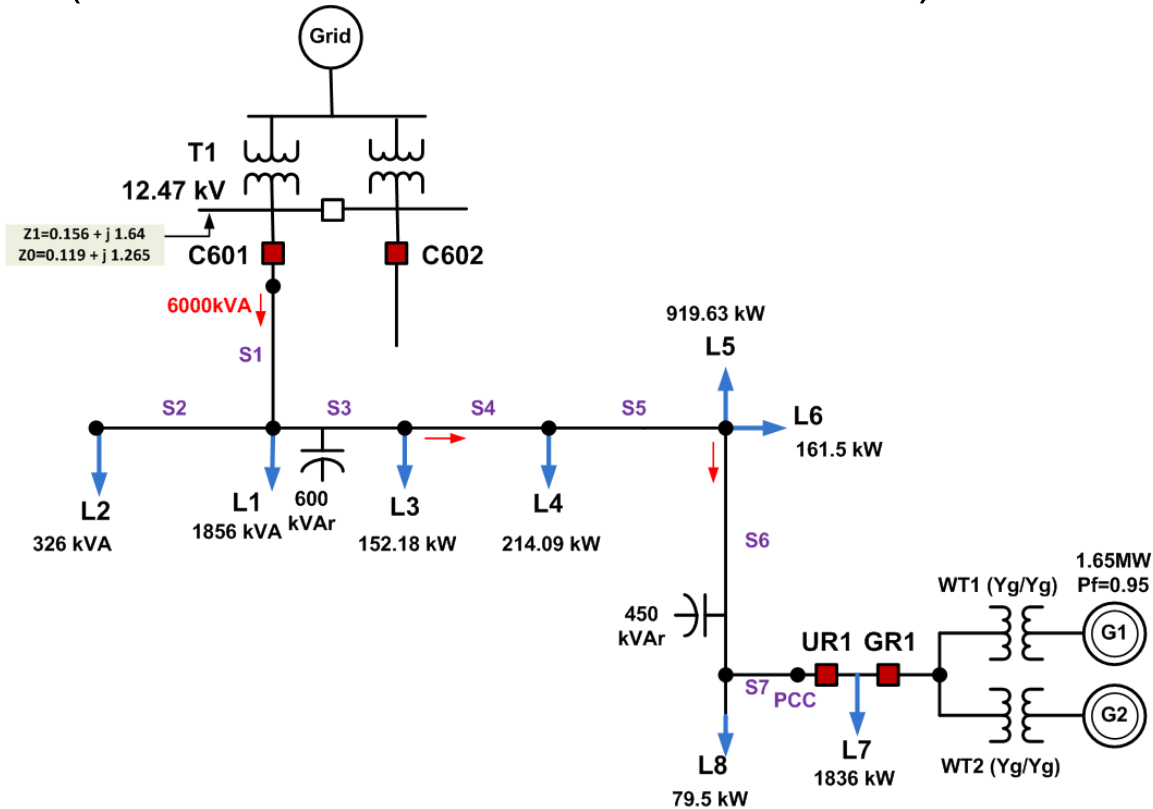 Grid
T1
12.47 kV
Z1=0.156 + j 1.64
Z0=0.119 + j 1.265
C601
C602
6000kVA
S1
919.63 kW
L5
S2
S3
S4
S5
L6
161.5 kW
L2
326 kVA
L1
1856 kVA
600
kVAr
L3
152.18 kW
L4
214.09 kW
S6
1.65MW
Pf=0.95
WT1 (Yg/Yg)
450
kVAr
UR1
GR1
G1
S7
PCC
G2
L8
79.5 kW
L7
1836 kW
WT2 (Yg/Yg)